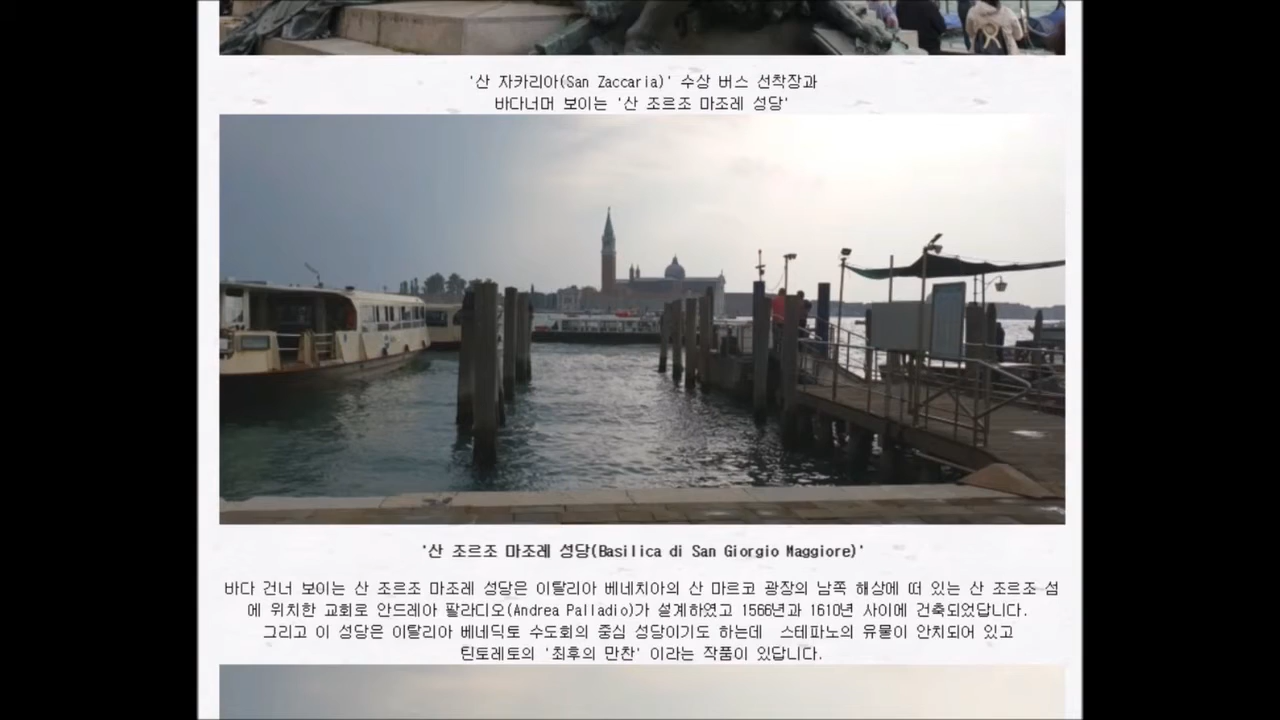 '산 자카리아(San Zaccaria)' 수상 버스 선착장과
바다너머 보이는 '산 조르조 마조레 성당'
'산 조르조 마조레 성당(Basilica di San Giorgio Maggiore)'
바다 건너 보이는 산 조르조 마조레 성당은 이탈리아 베네치아의 산 마르코 광장의 남쪽 해상에 떠 있는 산 조르조 섬
에 위치한 교회로 안드레아 팔라디오(Andrea Palladio)가 설계하였고 1566년과 1610년 사이에 건축되었답니다.
그리고 이 성당은 이탈리아 베네딕토 수도회의 중심 성당이기도 하는데 스테파노의 유물이 안치되어 있고
틴토레토의 '최후의 만찬' 이라는 작품이 있답니다.